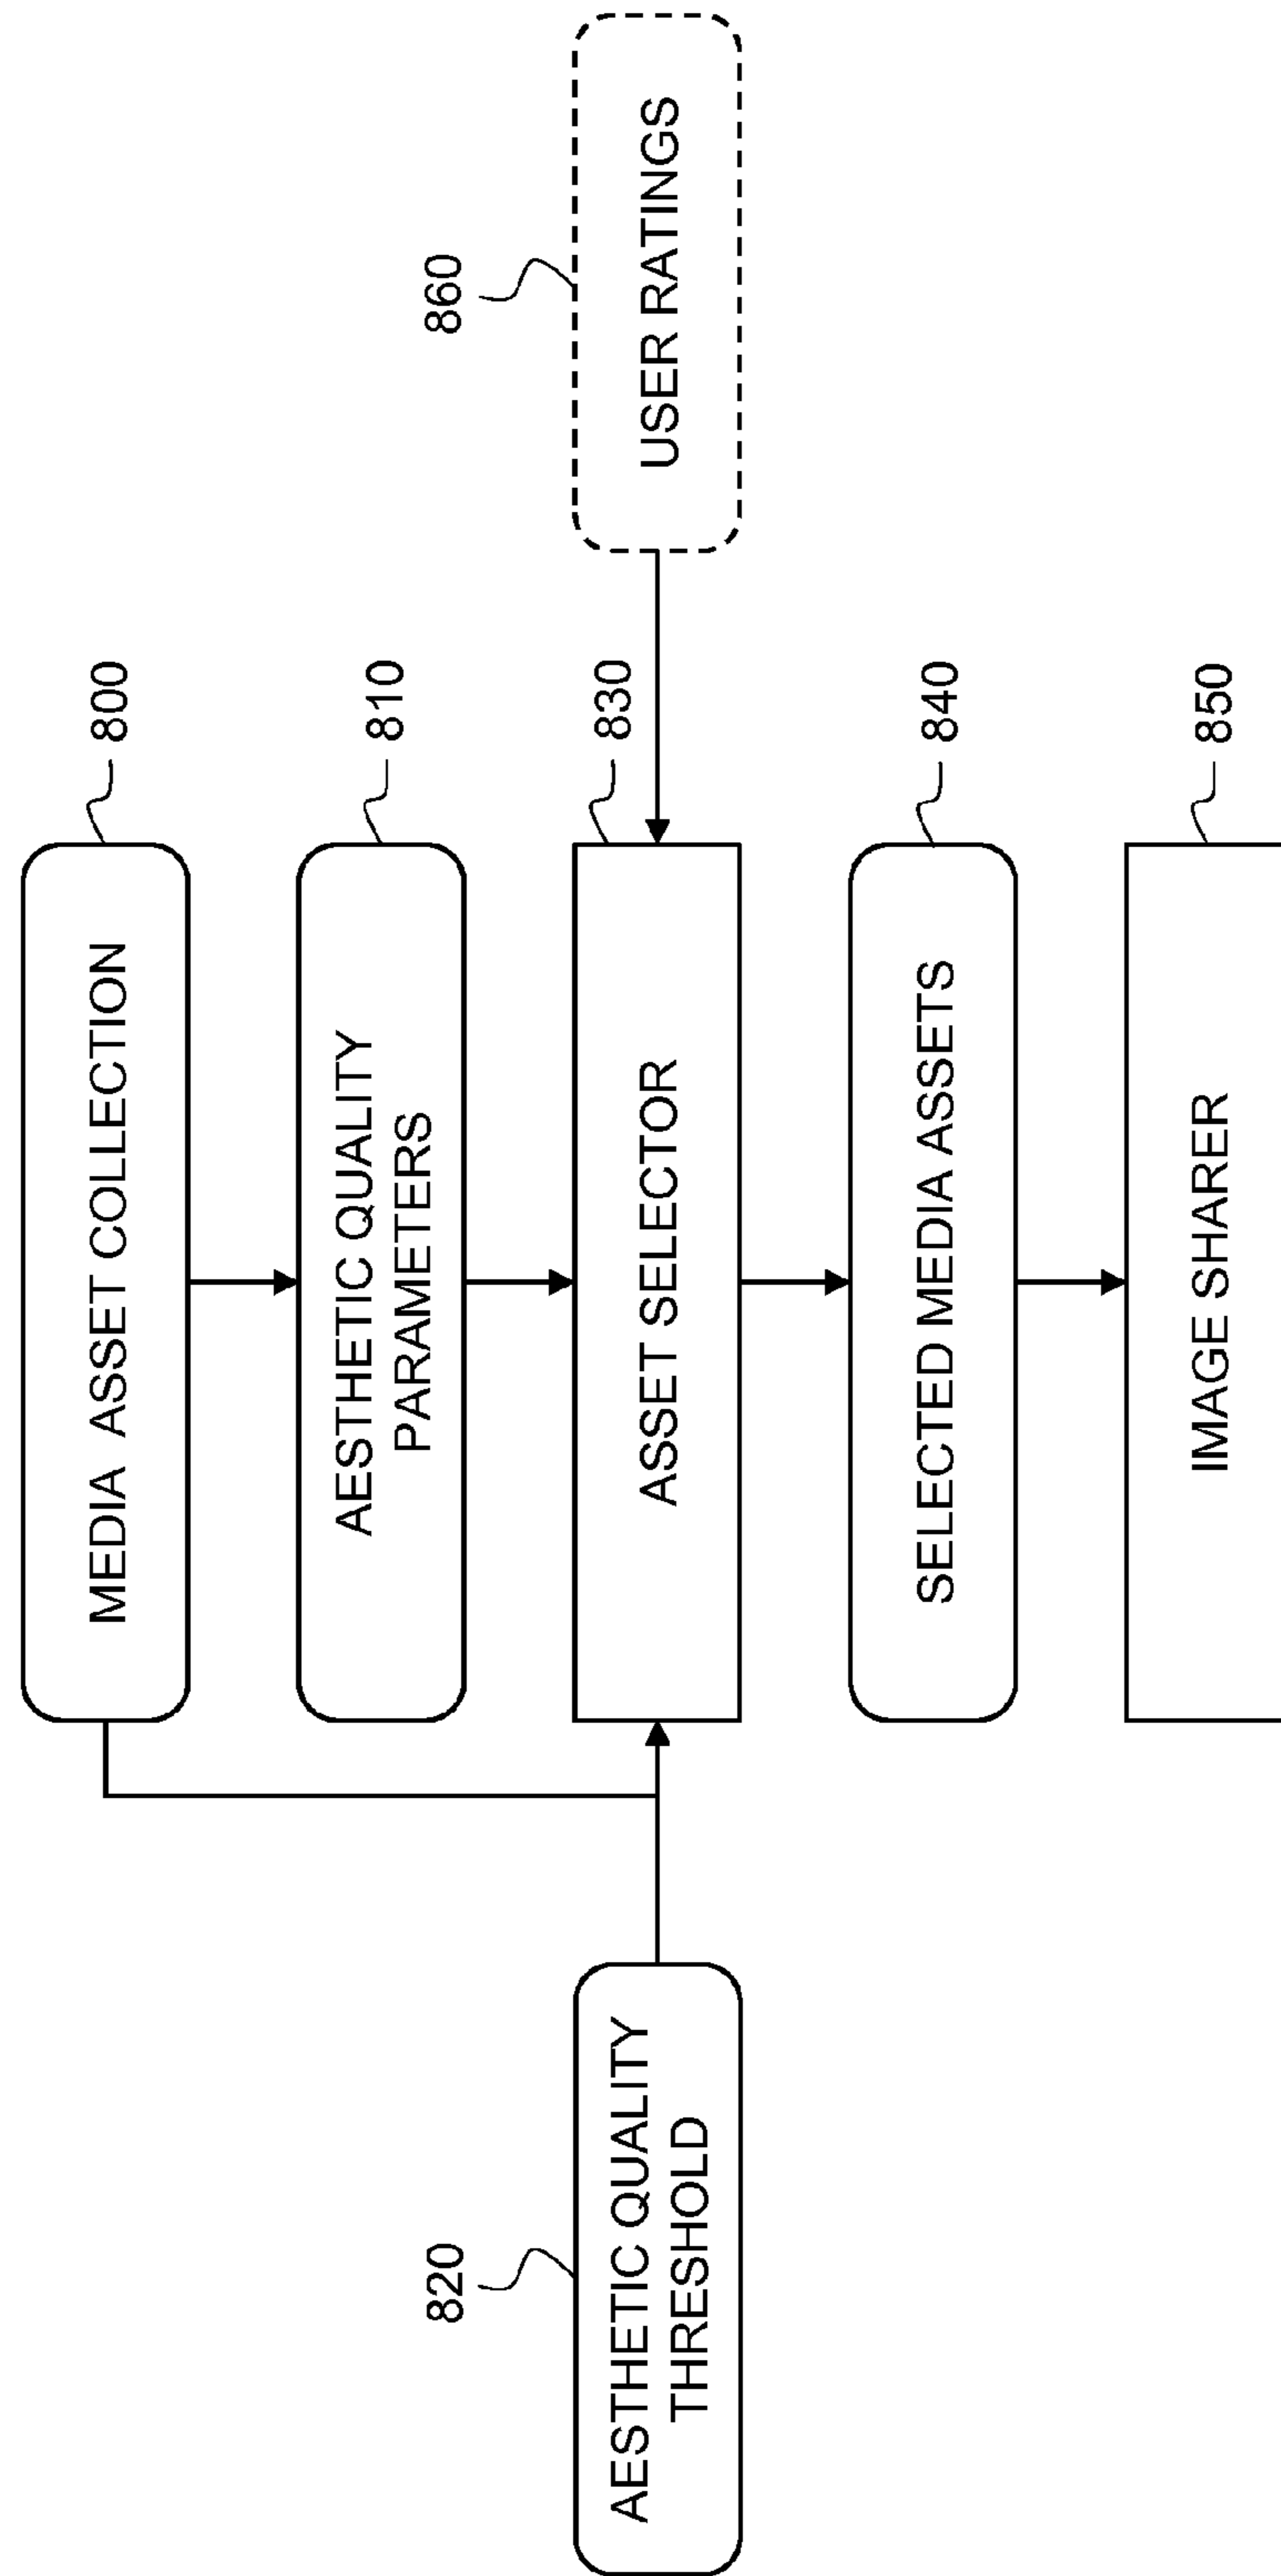 MEDIA ASSET COLLECTION
800
AESTHETIC QUALITY
PARAMETERS
810
820
AESTHETIC QUALITY
THRESHOLD
ASSET SELECTOR
830
860
USER RATINGS
SELECTED MEDIA ASSETS
840
IMAGE SHARER
850